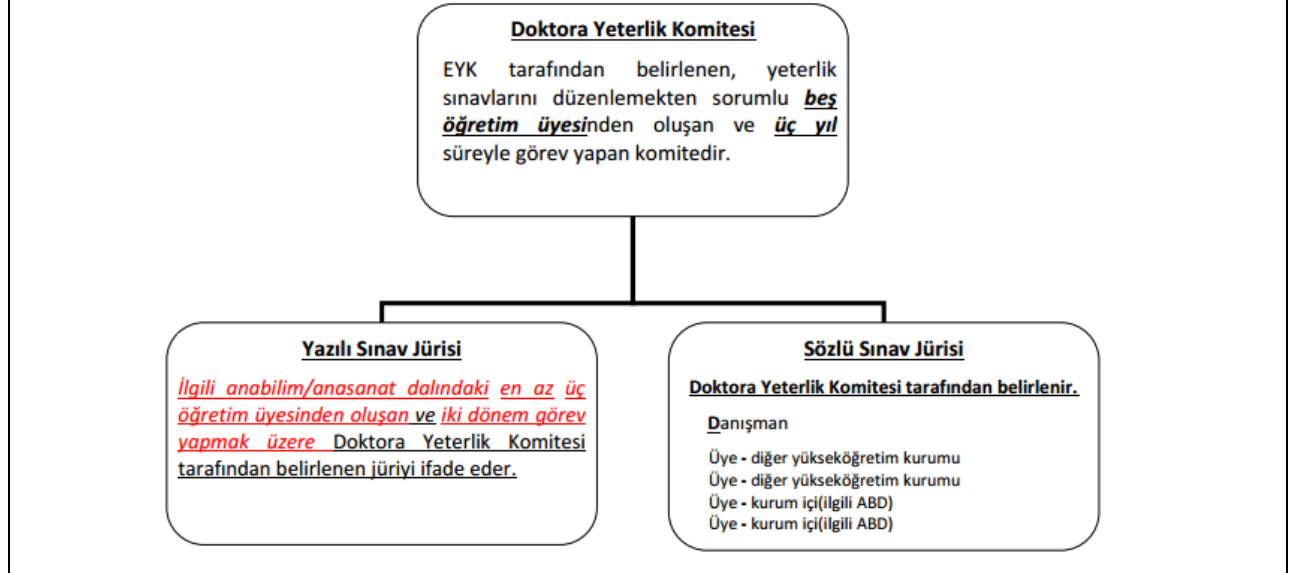 Doktora Yeterlik Komitesi
EYK tarafından belirlenen, yeterlik
sınavlarını düzenlemekten sorumlu beş
öğretim üyesinden oluşan ve üç yıl
süreyle görev yapan komitedir.
Yazılı Sınav Jürisi
İlgili anabilim/anasanat dalındaki en az üç
öğretim üyesinden oluşan ve iki dönem görev
yapmak üzere Doktora Yeterlik Komitesi
tarafından belirlenen jüriyi ifade eder.
Sözlü Sınav Jürisi
Doktora Yeterlik Komitesi tarafından belirlenir.
Danışman
Üye - diğer yükseköğretim kurumu
Üye - diğer yükseköğretim kurumu
Üye - kurum içi(ilgili ABD)
Üye - kurum içi(ilgili ABD)